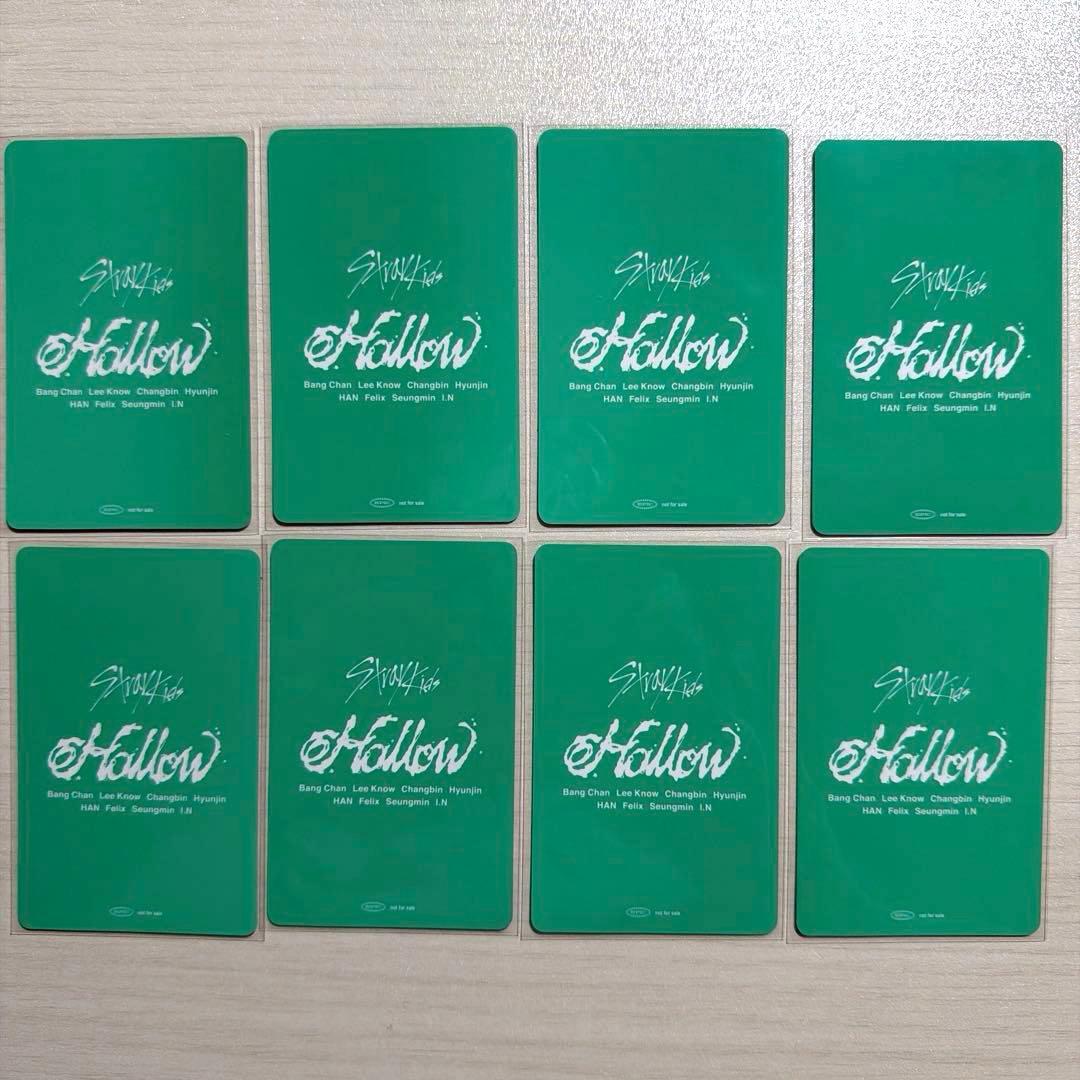 Stray Kids
Hollow
Bang Chan Lee Know Changbin Hyunjin
HAN Felix Seungmin I.N
not for sale
Stray Kids
Hollow
Bang Chan Lee Know Changbin Hyunjin
HAN Felix Seungmin I.N
not for sale
Stray Kids
Hollow
Bang Chan Lee Know Changbin Hyunjin
HAN Felix Seungmin I.N
not for sale
Stray Kids
Hollow
Bang Chan Lee Know Changbin Hyunjin
HAN Felix Seungmin I.N
not for sale
Stray Kids
Hollow
Bang Chan Lee Know Changbin Hyunjin
HAN Felix Seungmin I.N
not for sale
Stray Kids
Hollow
Bang Chan Lee Know Changbin Hyunjin
HAN Felix Seungmin I.N
not for sale
Stray Kids
Hollow
Bang Chan Lee Know Changbin Hyunjin
HAN Felix Seungmin I.N
not for sale
Stray Kids
Hollow
Bang Chan Lee Know Changbin Hyunjin
HAN Felix Seungmin I.N
not for sale